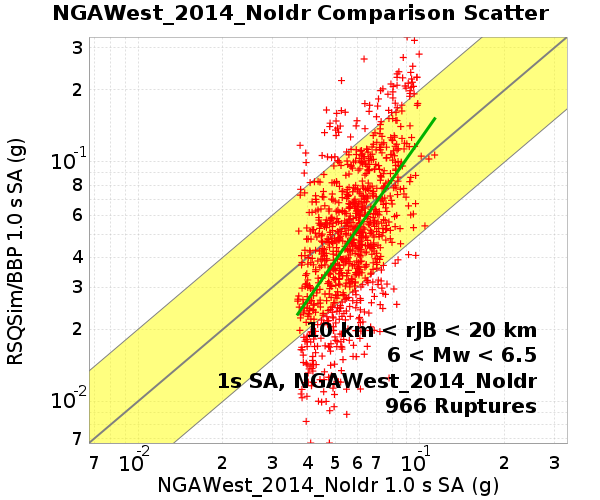 NGAWest_2014_NoIdr Comparison Scatter
RSQSim/BBP 1.0 s SA (g)
3
2
10⁻¹
8
6
4
3
2
10⁻²
7
10 km < rJB < 20 km
6 < Mw < 6.5
1s SA, NGAWest_2014_NoIdr
966 Ruptures
7 10⁻² 2 3 4 5 6 7 10⁻¹ 2 3
NGAWest_2014_NoIdr 1.0 s SA (g)